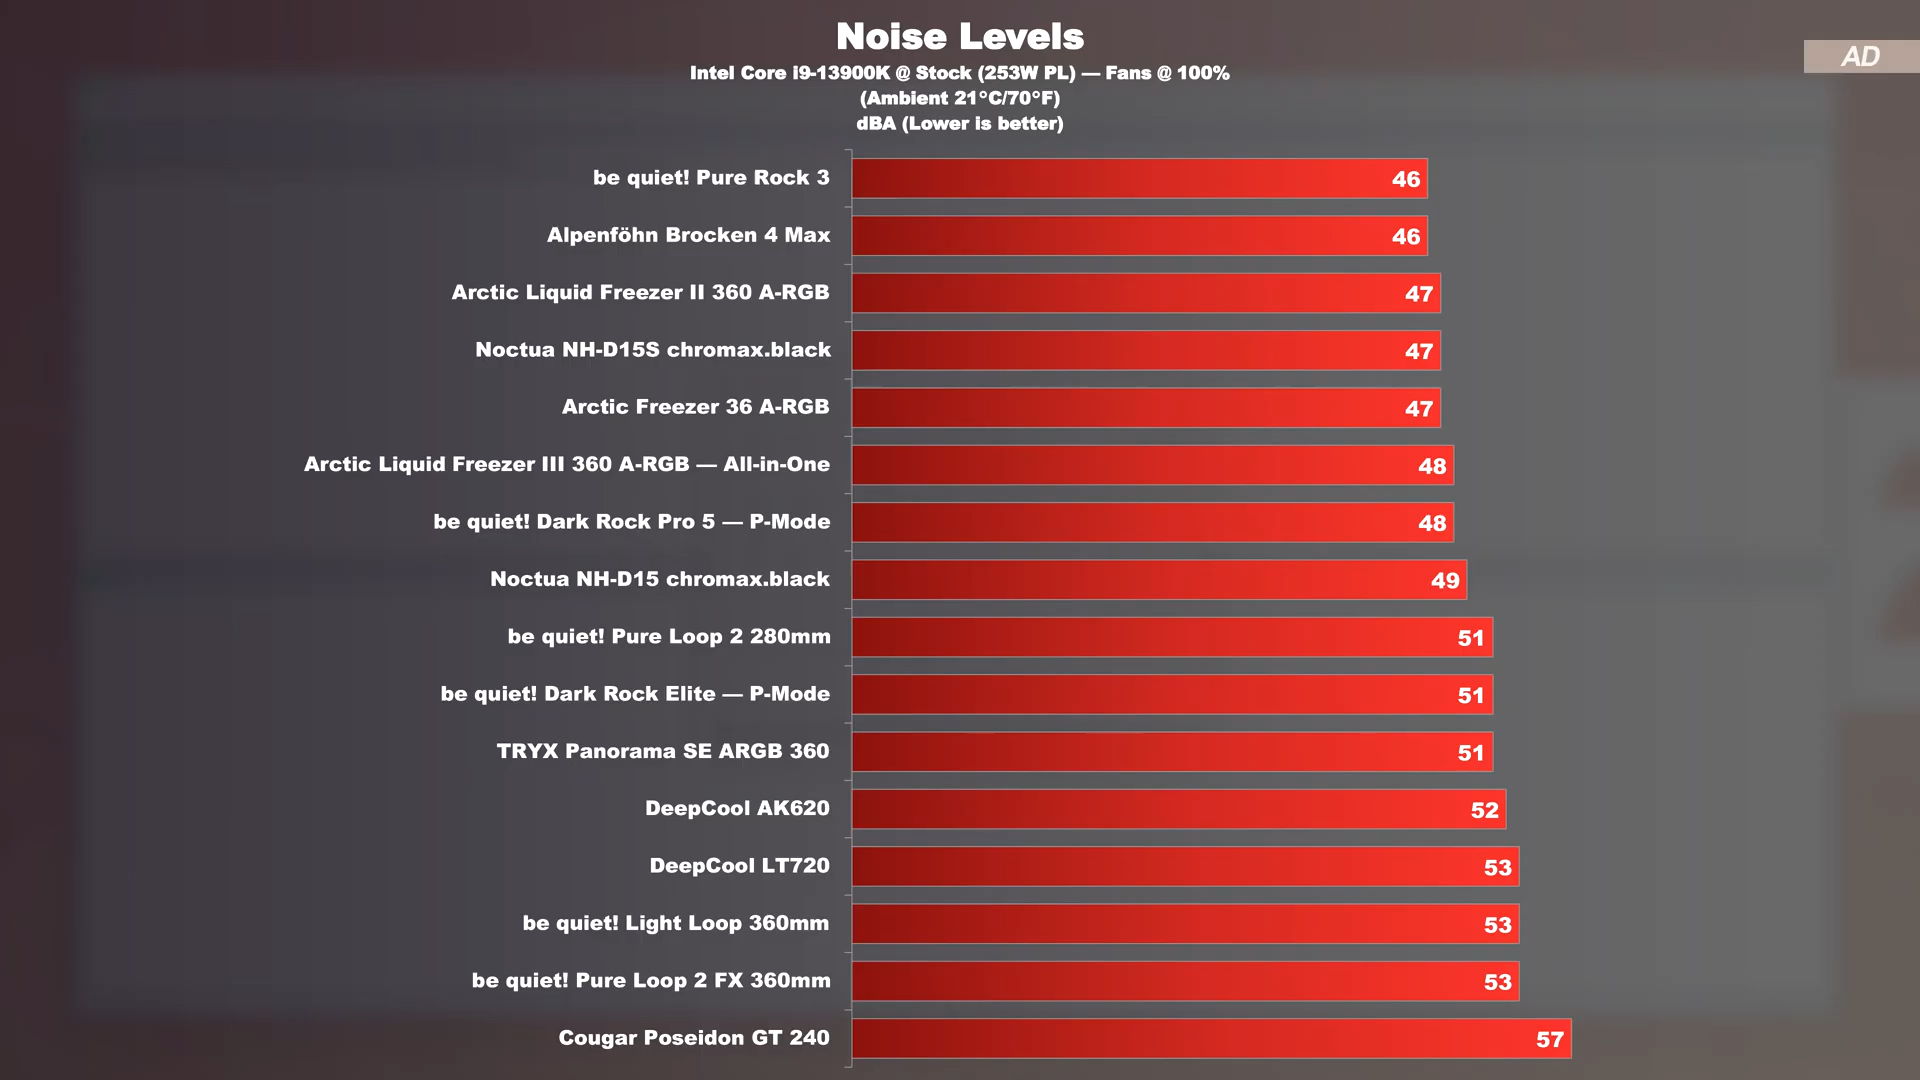 Noise Levels
AD
Intel Core i9-13900K @ Stock (253W PL) — Fans @ 100%
(Ambient 21°C/70°F)
dBA (Lower is better)
be quiet! Pure Rock 3 46
Alpenföhn Brocken 4 Max 46
Arctic Liquid Freezer II 360 A-RGB 47
Noctua NH-D15S chromax.black 47
Arctic Freezer 36 A-RGB 47
Arctic Liquid Freezer III 360 A-RGB — All-in-One 48
be quiet! Dark Rock Pro 5 — P-Mode 48
Noctua NH-D15 chromax.black 49
be quiet! Pure Loop 2 280mm 51
be quiet! Dark Rock Elite — P-Mode 51
TRYX Panorama SE ARGB 360 51
DeepCool AK620 52
DeepCool LT720 53
be quiet! Light Loop 360mm 53
be quiet! Pure Loop 2 FX 360mm 53
Cougar Poseidon GT 240 57